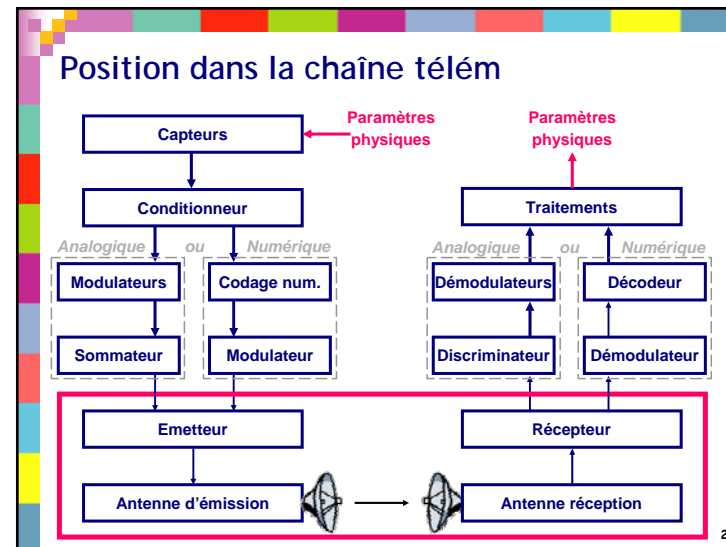 Position dans la chaîne télém
Capteurs
Paramètres
physiques
Paramètres
physiques
Conditionneur
Traitements
Analogique ou Numérique
Analogique ou Numérique
Modulateurs
Codage num.
Démodulateurs
Décodeur
Sommateur
Modulateur
Discriminateur
Démodulateur
Emetteur
Récepteur
Antenne d'émission
Antenne réception
2